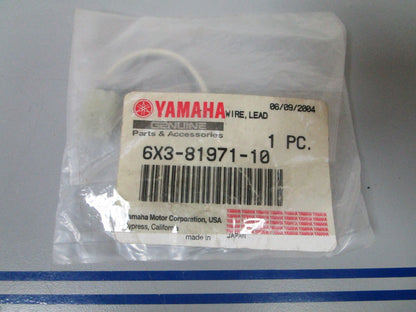 YAMAHA WIRE, LEAD 06/09/2004
GENUINE
Parts & Accessories
1 PC.
6X3-81971-10
Yamaha Motor Corporation, USA
Cypress, California
made in JAPAN